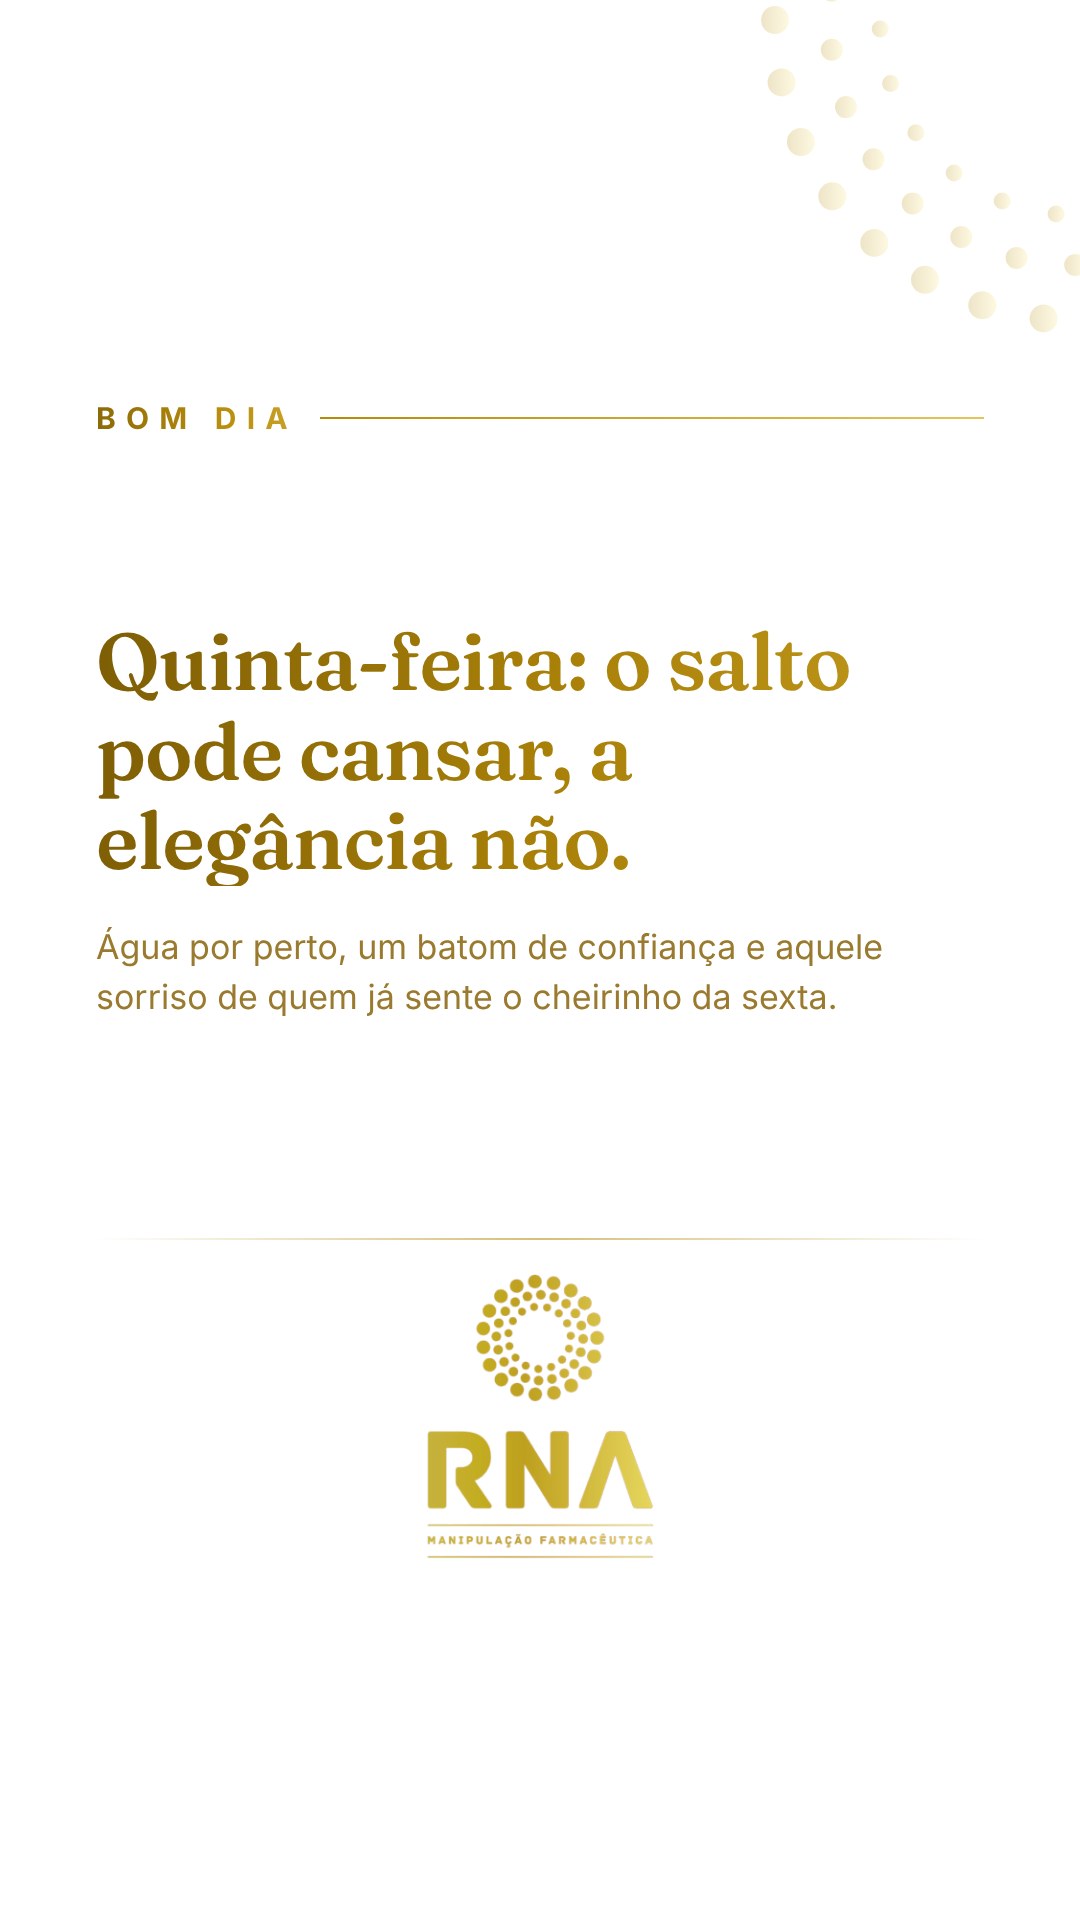 BOM DIA
Quinta-feira: o salto
pode cansar, a
elegância não.
Água por perto, um batom de confiança e aquele
sorriso de quem já sente o cheirinho da sexta.
RNA
MANIPULAÇÃO FARMACÊUTICA